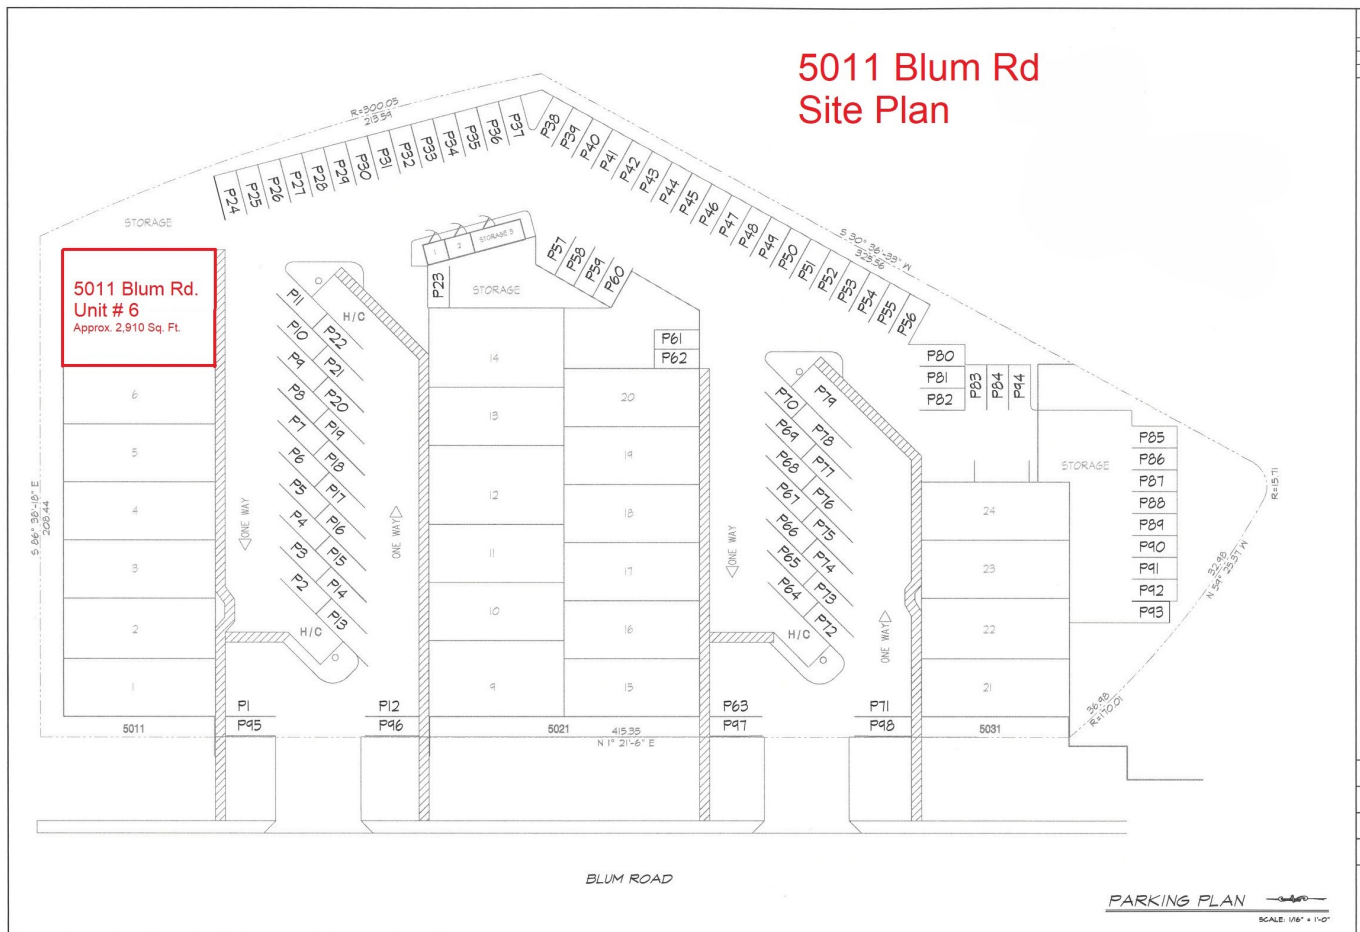 5011 Blum Rd
Site Plan
R=300.05
213.59
P24
P25
P26
P27
P28
P29
P30
P31
P32
P33
P34
P35
P36
P37
P38
P39
P40
P41
P42
P43
P44
P45
P46
P47
P48
P49
P50
P51
P52
P53
P54
P55
P56
S 30° 36'-33" W
325.56
STORAGE
1
2
STORAGE 3
P57
P58
P59
P60
P23
STORAGE
5011 Blum Rd.
Unit # 6
Approx. 2,910 Sq. Ft.
6
5
4
3
2
1
S 86° 38'-18" E
208.44
P11
P10
P9
P8
P7
P6
P5
P4
P3
P2
H/C
P22
P21
P20
P19
P18
P17
P16
P15
P14
P13
H/C
ONE WAY
ONE WAY
14
13
12
11
10
9
P61
P62
20
19
18
17
16
15
P79
P70
P69
P68
P67
P66
P65
P64
P78
P77
P76
P75
P74
P73
P72
H/C
ONE WAY
ONE WAY
P80
P81
P82
P83
P84
P94
STORAGE
P85
P86
P87
P88
P89
P90
P91
P92
P93
24
23
22
21
R=15.71
32.98
N 59° 25.37' W
36.98
R=170.01
P1
P95
P12
P96
P63
P97
P71
P98
5011
5021
415.35
N 1° 21'-6" E
5031
BLUM ROAD
PARKING PLAN
SCALE: 1/16" = 1'-0"